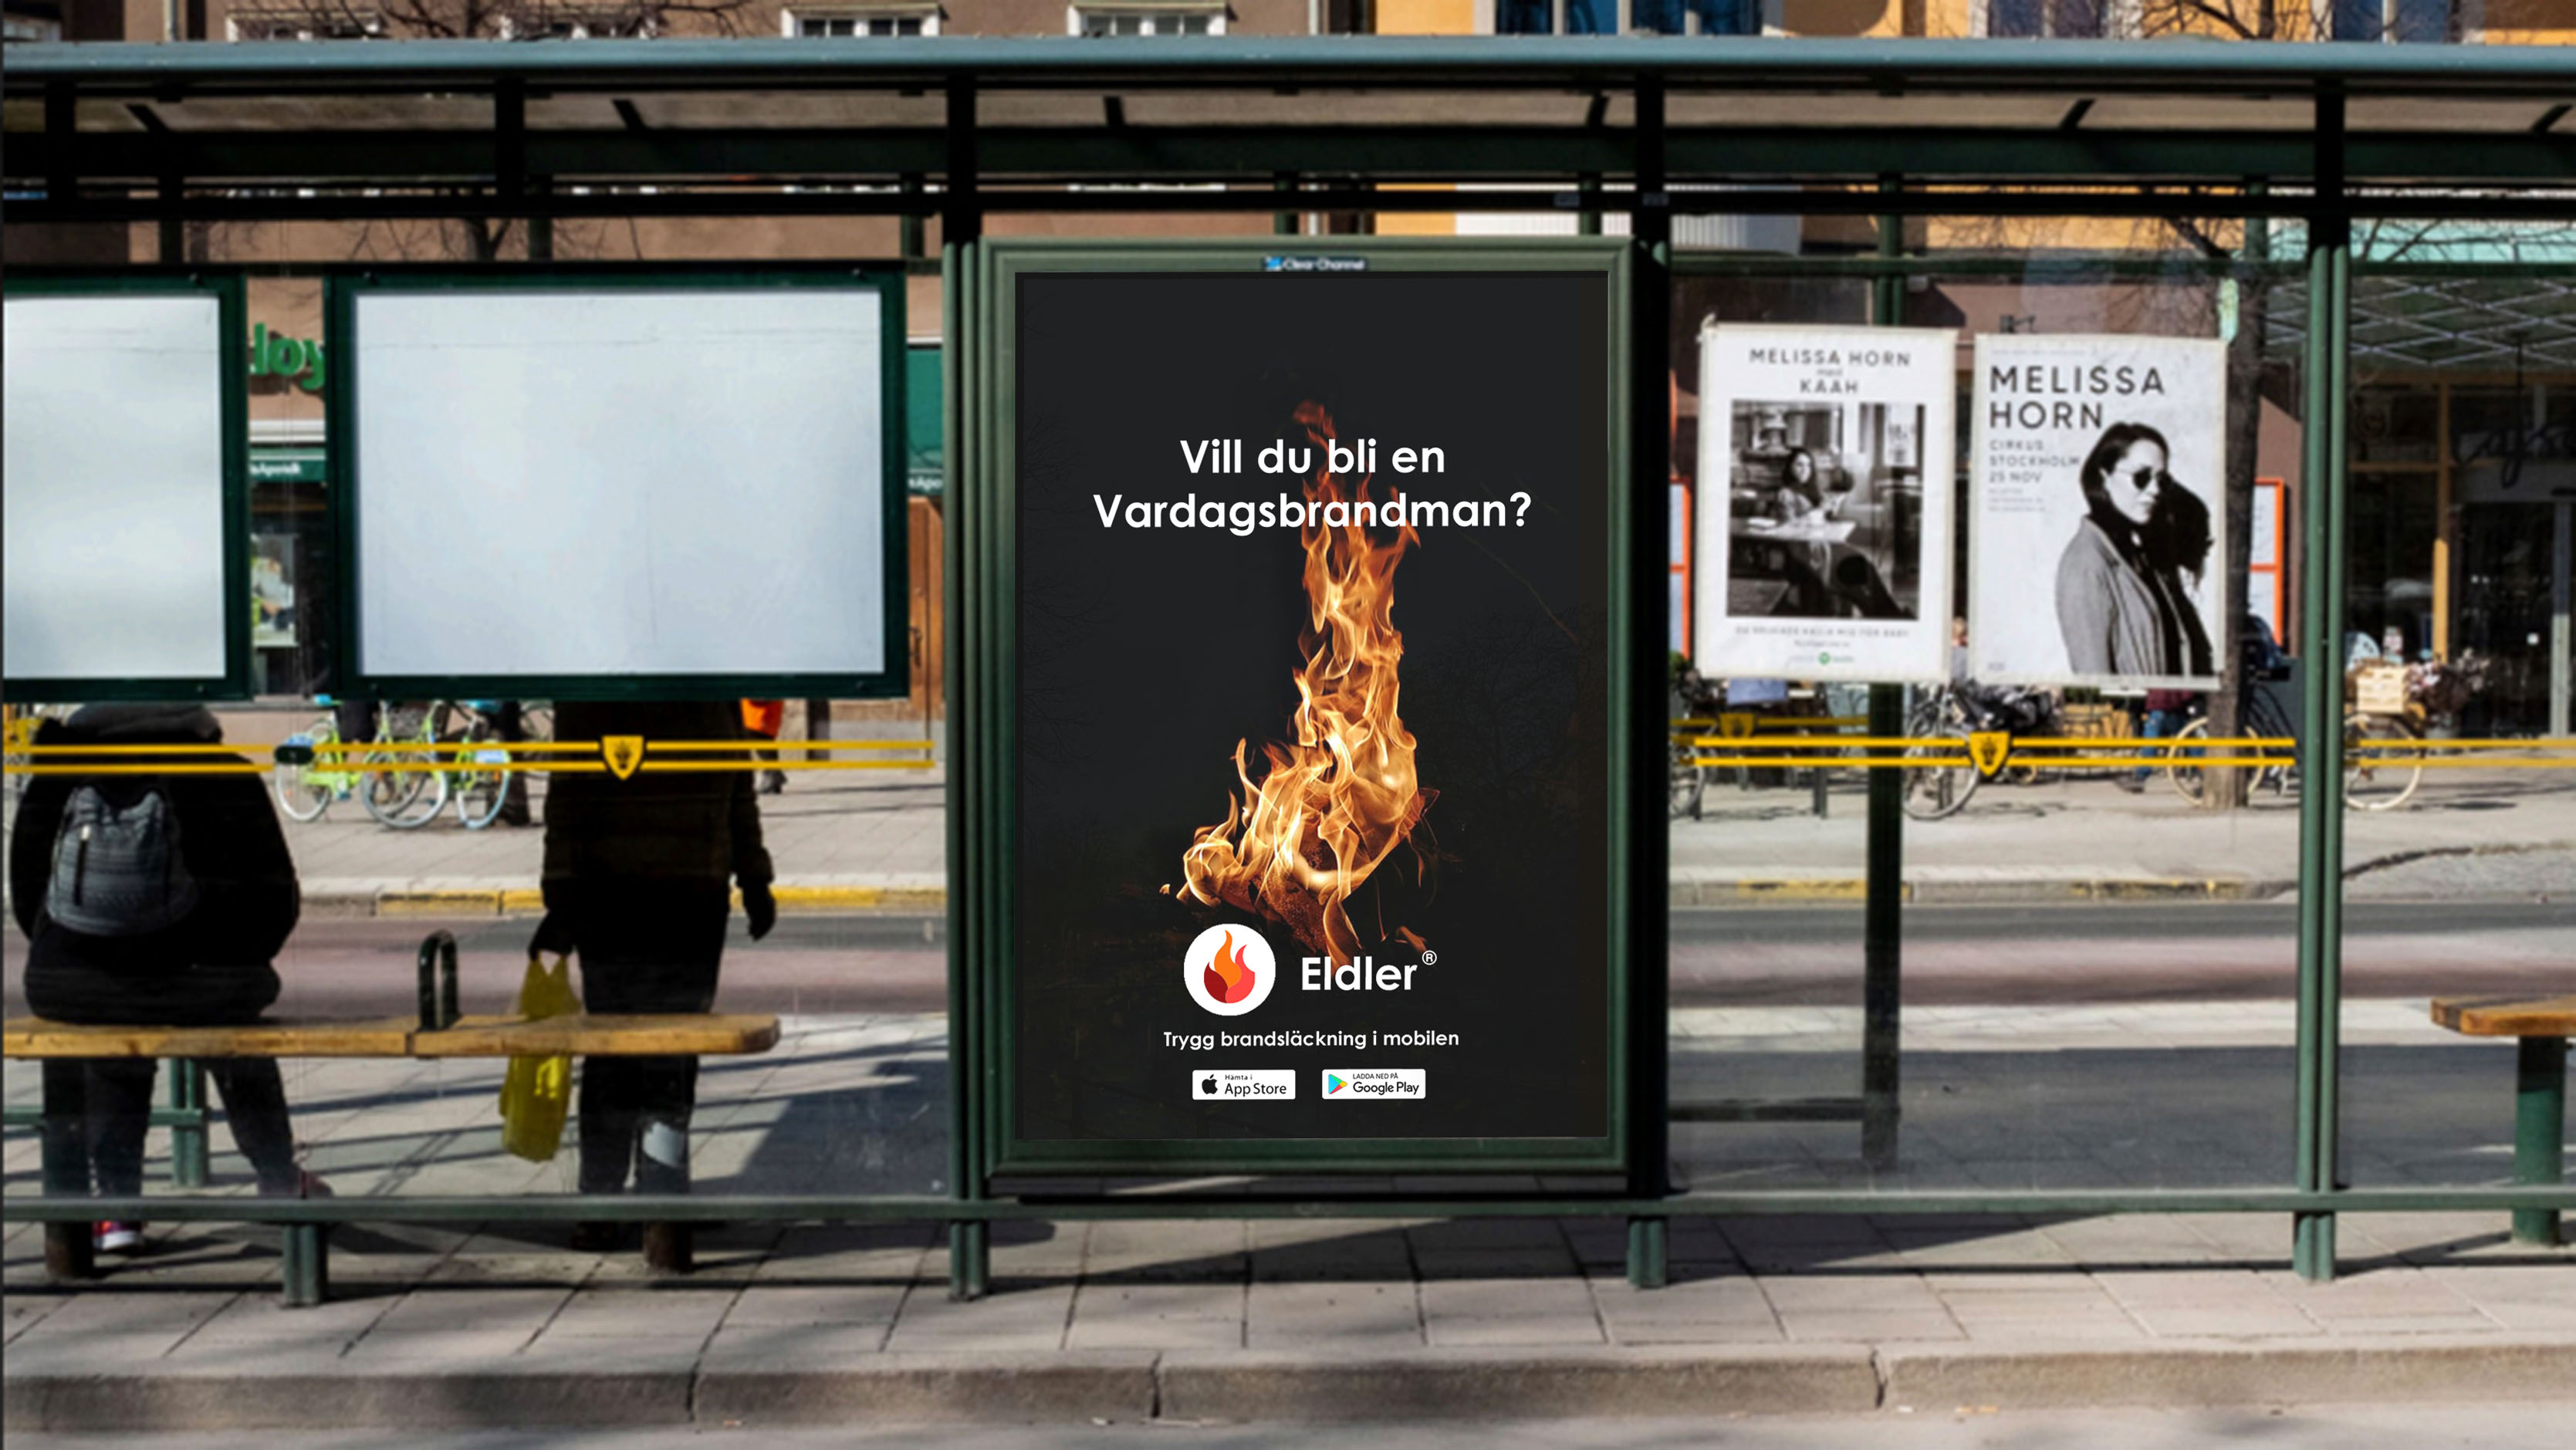 Clear Channel
loy
Vill du bli en
Vardagsbrandman?
Eldler®
Trygg brandsläckning i mobilen
Hämta i
App Store
LADDA NED PÅ
Google Play
MELISSA HORN
med
KAAH
MELISSA
HORN
CIRKUS
STOCKHOLM
25 NOV